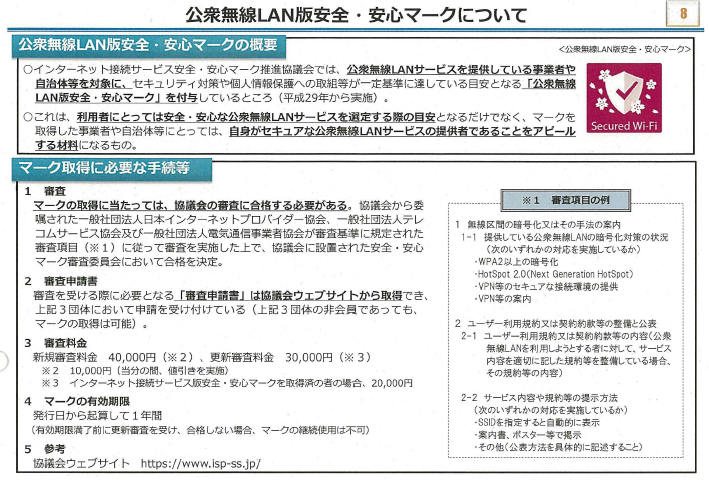 公衆無線LAN版安全・安心マークについて
8
公衆無線LAN版安全・安心マークの概要
＜公衆無線LAN版安全・安心マーク＞
○インターネット接続サービス安全・安心マーク推進協議会では、公衆無線LANサービスを提供している事業者や
自治体等を対象に、セキュリティ対策や個人情報保護への取組等が一定基準に達している目安となる「公衆無線
LAN版安全・安心マーク」を付与しているところ（平成29年から実施）。
○これは、利用者にとっては安全・安心な公衆無線LANサービスを選定する際の目安となるだけでなく、マークを
取得した事業者や自治体等にとっては、自身がセキュアな公衆無線LANサービスの提供者であることをアピール
する材料になるもの。
Secured Wi-Fi
マーク取得に必要な手続等
1 審査
マークの取得に当たっては、協議会の審査に合格する必要がある。協議会から委
嘱された一般社団法人日本インターネットプロバイダー協会、一般社団法人テレ
コムサービス協会及び一般社団法人電気通信事業者協会が審査基準に規定された
審査項目（※１）に従って審査を実施した上で、協議会に設置された安全・安心
マーク審査委員会において合格を決定。
2 審査申請書
審査を受ける際に必要となる「審査申請書」は協議会ウェブサイトから取得でき、
上記３団体において申請を受け付けている（上記３団体の非会員であっても、
マークの取得は可能）。
3 審査料金
新規審査料金 40,000円（※２）、更新審査料金 30,000円（※３）
※２ 10,000円（当分の間、値引きを実施）
※３ インターネット接続サービス版安全・安心マークを取得済の者の場合、20,000円
4 マークの有効期限
発行日から起算して１年間
（有効期限満了前に更新審査を受け、合格しない場合、マークの継続使用は不可）
5 参考
協議会ウェブサイト https://www.isp-ss.jp/
※１ 審査項目の例
1 無線区間の暗号化又はその手法の案内
1-1 提供している公衆無線LANの暗号化対策の状況
（次のいずれかの対応を実施しているか）
・WPA2以上の暗号化
・HotSpot 2.0(Next Generation HotSpot)
・VPN等のセキュアな接続環境の提供
・VPN等の案内
2 ユーザー利用規約又は契約約款等の整備と公表
2-1 ユーザー利用規約又は契約約款等の内容(公衆
無線LANを利用しようとする者に対して、サービス
内容を適切に記した規約等を整備している場合、
その規約等の内容)
2-2 サービス内容や規約等の提示方法
（次のいずれかの対応を実施しているか）
・SSIDを指定すると自動的に表示
・案内書、ポスター等で掲示
・その他(公表方法を具体的に記述すること)